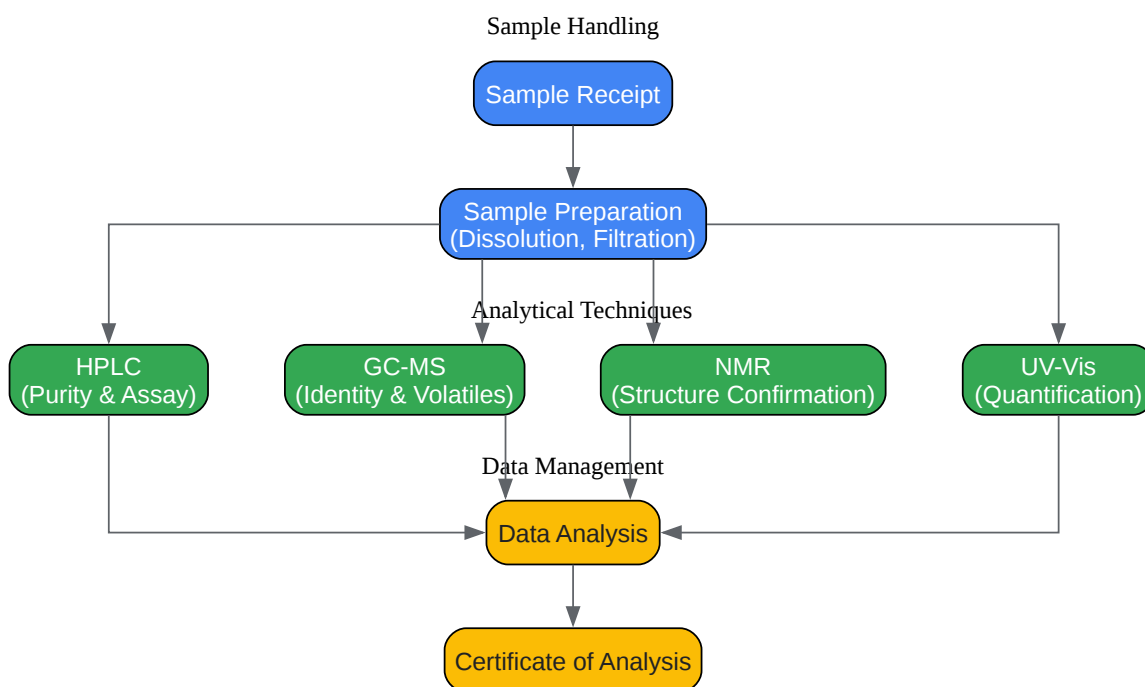 Sample Handling
Sample Receipt
Sample Preparation
(Dissolution, Filtration)
Analytical Techniques
HPLC
(Purity & Assay)
GC-MS
(Identity & Volatiles)
NMR
(Structure Confirmation)
UV-Vis
(Quantification)
Data Management
Data Analysis
Certificate of Analysis